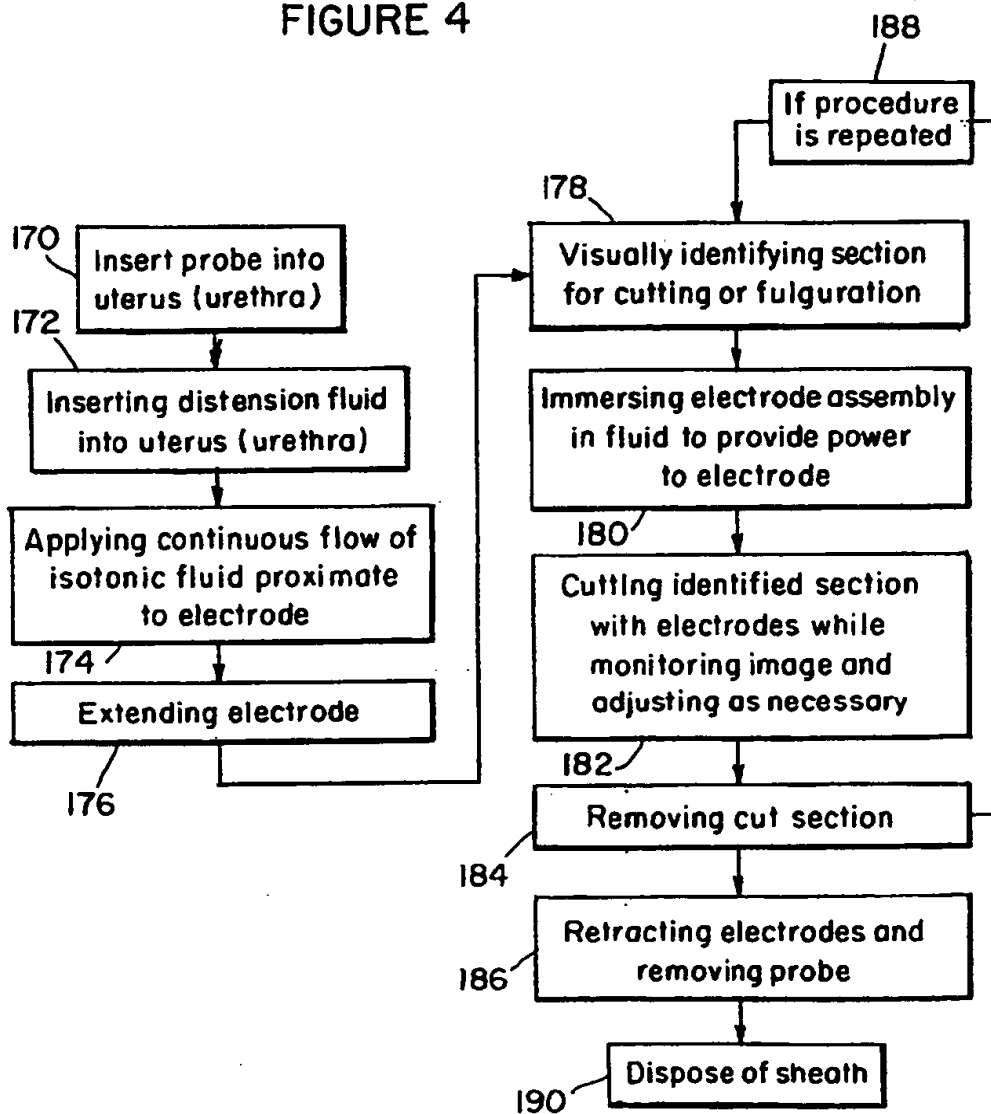 FIGURE 4
170
Insert probe into
uterus (urethra)
172
Inserting distension fluid
into uterus (urethra)
Applying continuous flow of
isotonic fluid proximate
to electrode
174
Extending electrode
176
188
If procedure
is repeated
178
Visually identifying section
for cutting or fulguration
Immersing electrode assembly
in fluid to provide power
to electrode
180
Cutting identified section
with electrodes while
monitoring image and
adjusting as necessary
182
Removing cut section
184
Retracting electrodes and
removing probe
186
Dispose of sheath
190